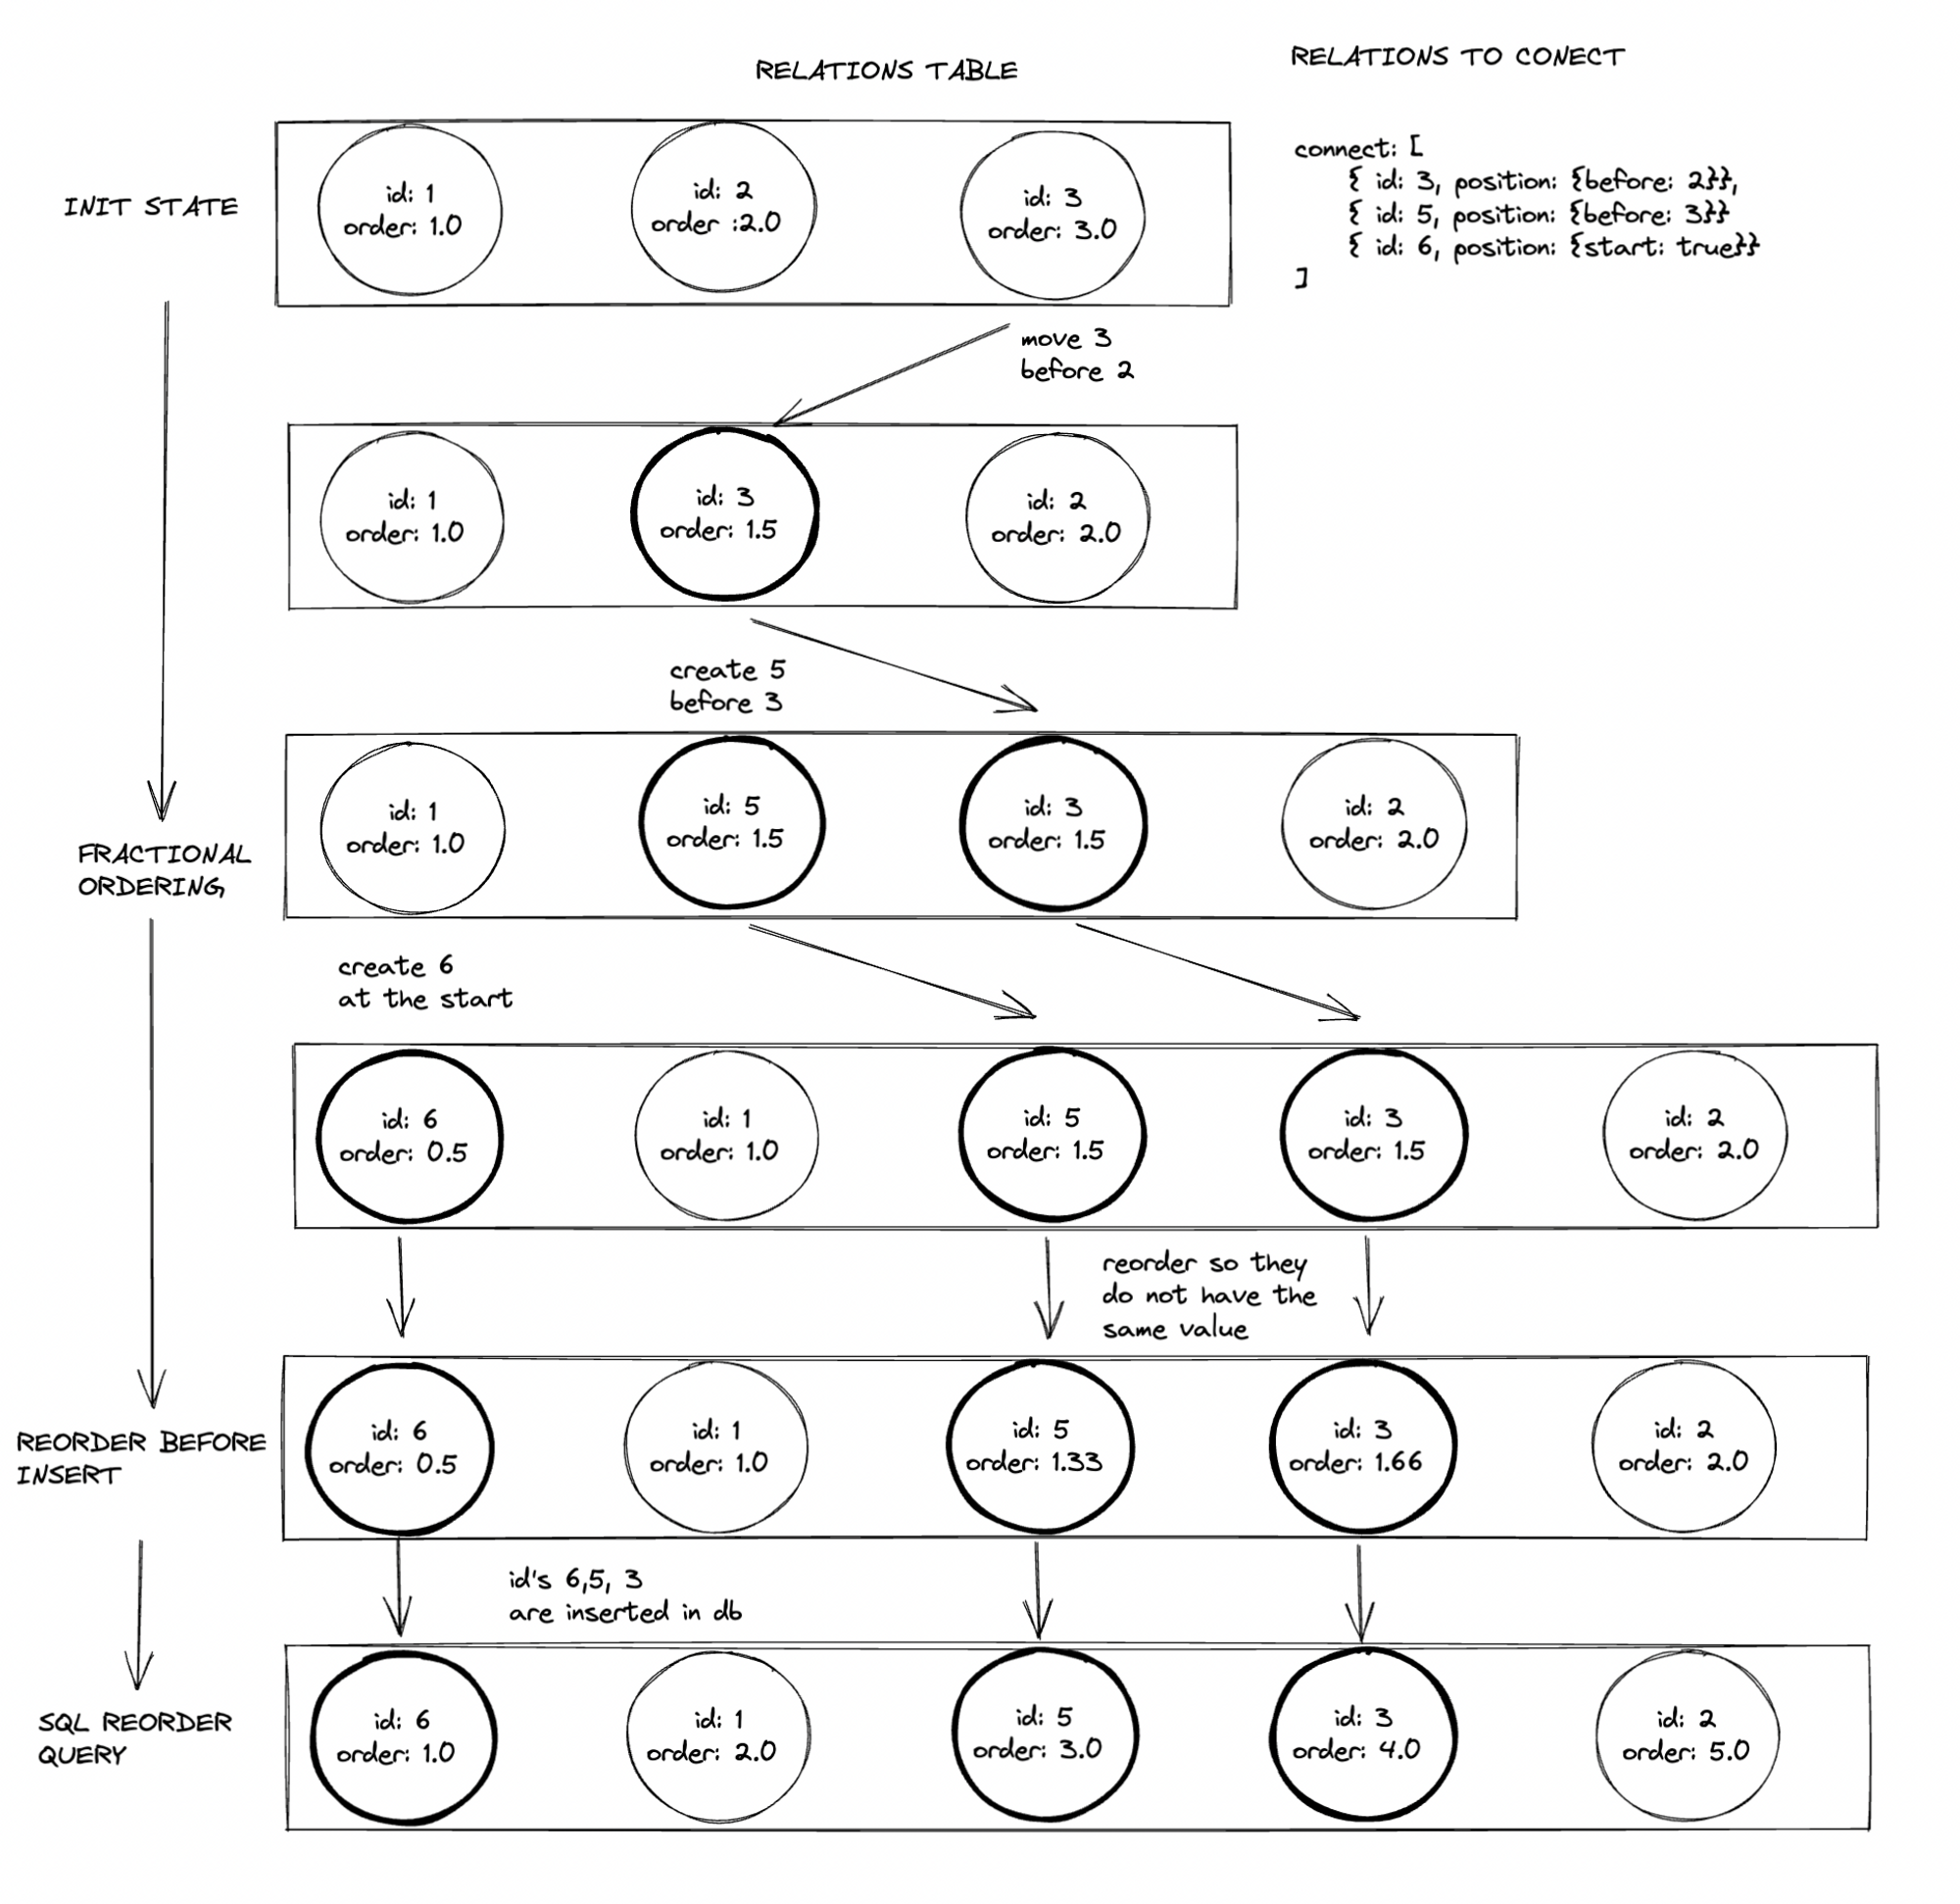 RELATIONS TABLE
RELATIONS TO CONECT
connect: [
{ id: 3, position: {before: 2}},
{ id: 5, position: {before: 3}}
{ id: 6, position: {start: true}}
]
INIT STATE
id: 1
order: 1.0
id: 2
order :2.0
id: 3
order: 3.0
move 3
before 2
id: 1
order: 1.0
id: 3
order: 1.5
id: 2
order: 2.0
create 5
before 3
FRACTIONAL
ORDERING
id: 1
order: 1.0
id: 5
order: 1.5
id: 3
order: 1.5
id: 2
order: 2.0
create 6
at the start
id: 6
order: 0.5
id: 1
order: 1.0
id: 5
order: 1.5
id: 3
order: 1.5
id: 2
order: 2.0
reorder so they
do not have the
same value
REORDER BEFORE
INSERT
id: 6
order: 0.5
id: 1
order: 1.0
id: 5
order: 1.33
id: 3
order: 1.66
id: 2
order: 2.0
id's 6,5, 3
are inserted in db
SQL REORDER
QUERY
id: 6
order: 1.0
id: 1
order: 2.0
id: 5
order: 3.0
id: 3
order: 4.0
id: 2
order: 5.0